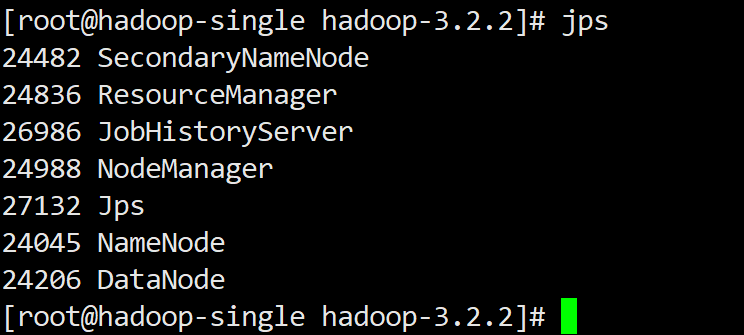 [root@hadoop-single hadoop-3.2.2]# jps
24482 SecondaryNameNode
24836 ResourceManager
26986 JobHistoryServer
24988 NodeManager
27132 Jps
24045 NameNode
24206 DataNode
[root@hadoop-single hadoop-3.2.2]#